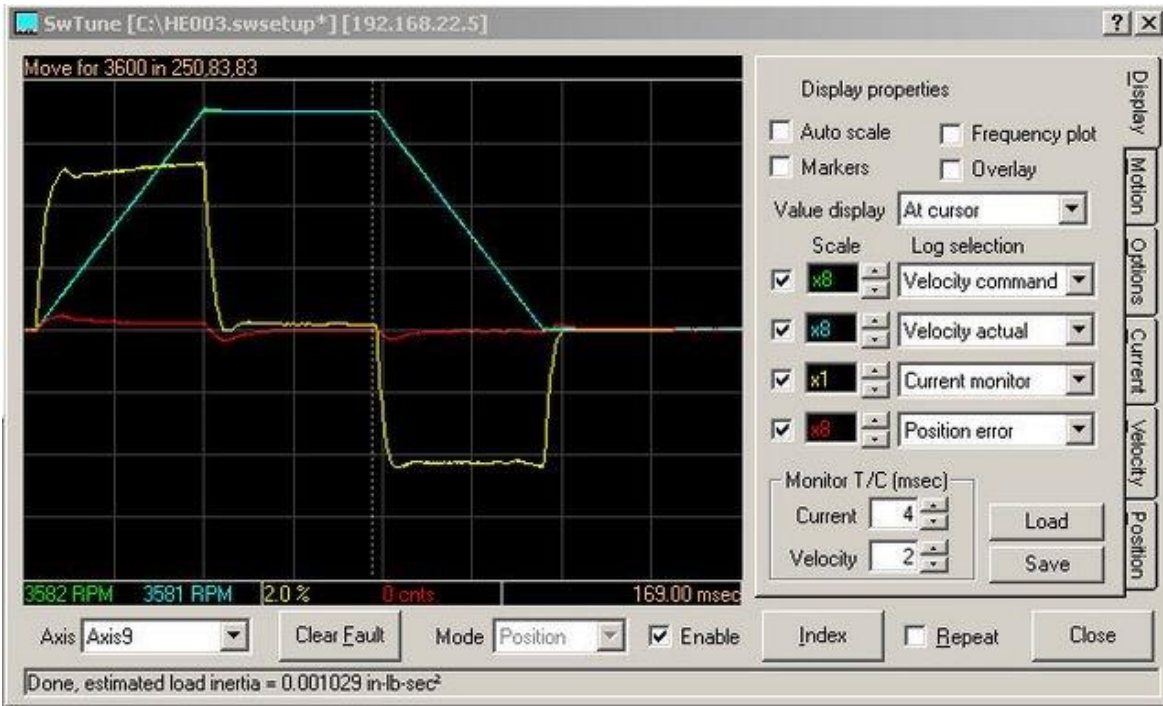 SwTune [C:\HE003.swsetup*] [192.168.22.5]
Move for 3600 in 250,83,83
Display properties
Auto scale
Frequency plot
Markers
Overlay
Value display At cursor
Scale Log selection
x8 Velocity command
x8 Velocity actual
x1 Current monitor
x8 Position error
Monitor T/C (msec)
Current 4
Velocity 2
Load
Save
Display
Motion
Options
Current
Velocity
Position
3582 RPM 3581 RPM 2.0 % 0 cnts 169.00 msec
Axis Axis9 Clear Fault Mode Position Enable Index Repeat Close
Done, estimated load inertia = 0.001029 in-lb-sec²